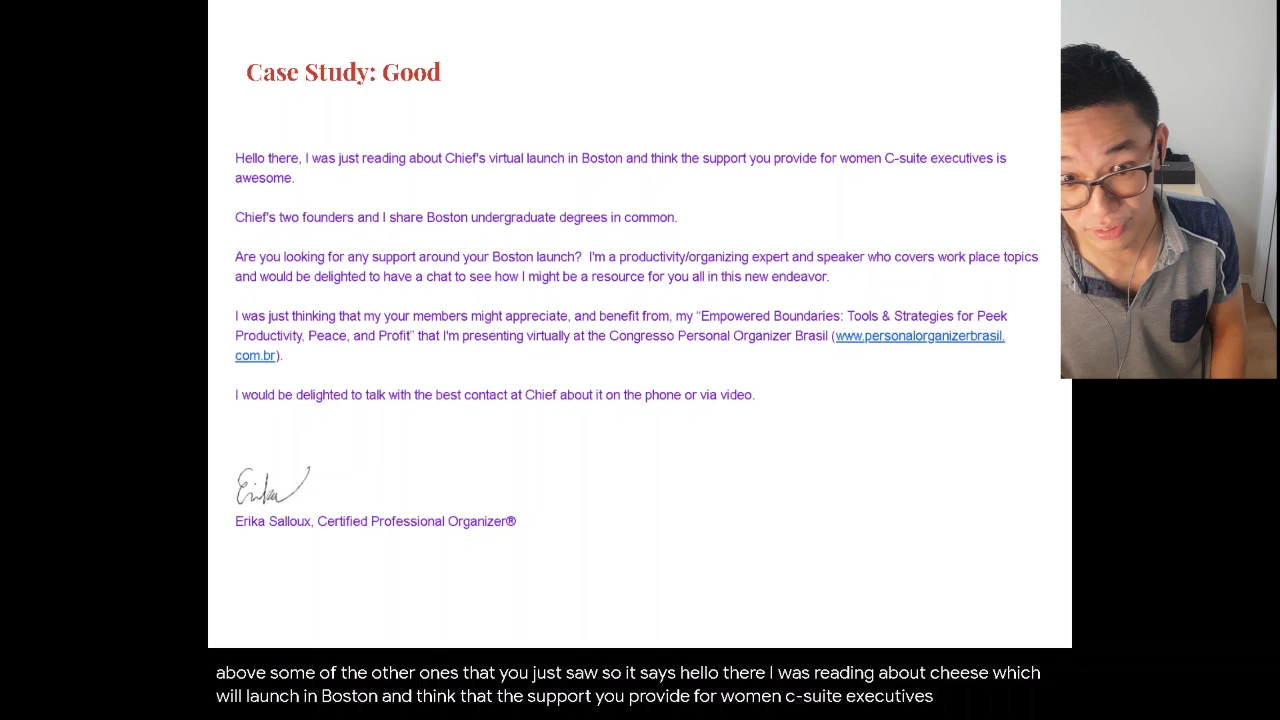 Case Study: Good
Hello there, I was just reading about Chief's virtual launch in Boston and think the support you provide for women C-suite executives is
awesome.
Chief's two founders and I share Boston undergraduate degrees in common.
Are you looking for any support around your Boston launch?  I'm a productivity/organizing expert and speaker who covers work place topics
and would be delighted to have a chat to see how I might be a resource for you all in this new endeavor.
I was just thinking that my your members might appreciate, and benefit from, my “Empowered Boundaries: Tools & Strategies for Peek
Productivity, Peace, and Profit” that I'm presenting virtually at the Congresso Personal Organizer Brasil (www.personalorganizerbrasil.
com.br).
I would be delighted to talk with the best contact at Chief about it on the phone or via video.
Erika
Erika Salloux, Certified Professional Organizer®
above some of the other ones that you just saw so it says hello there I was reading about cheese which
will launch in Boston and think that the support you provide for women c-suite executives